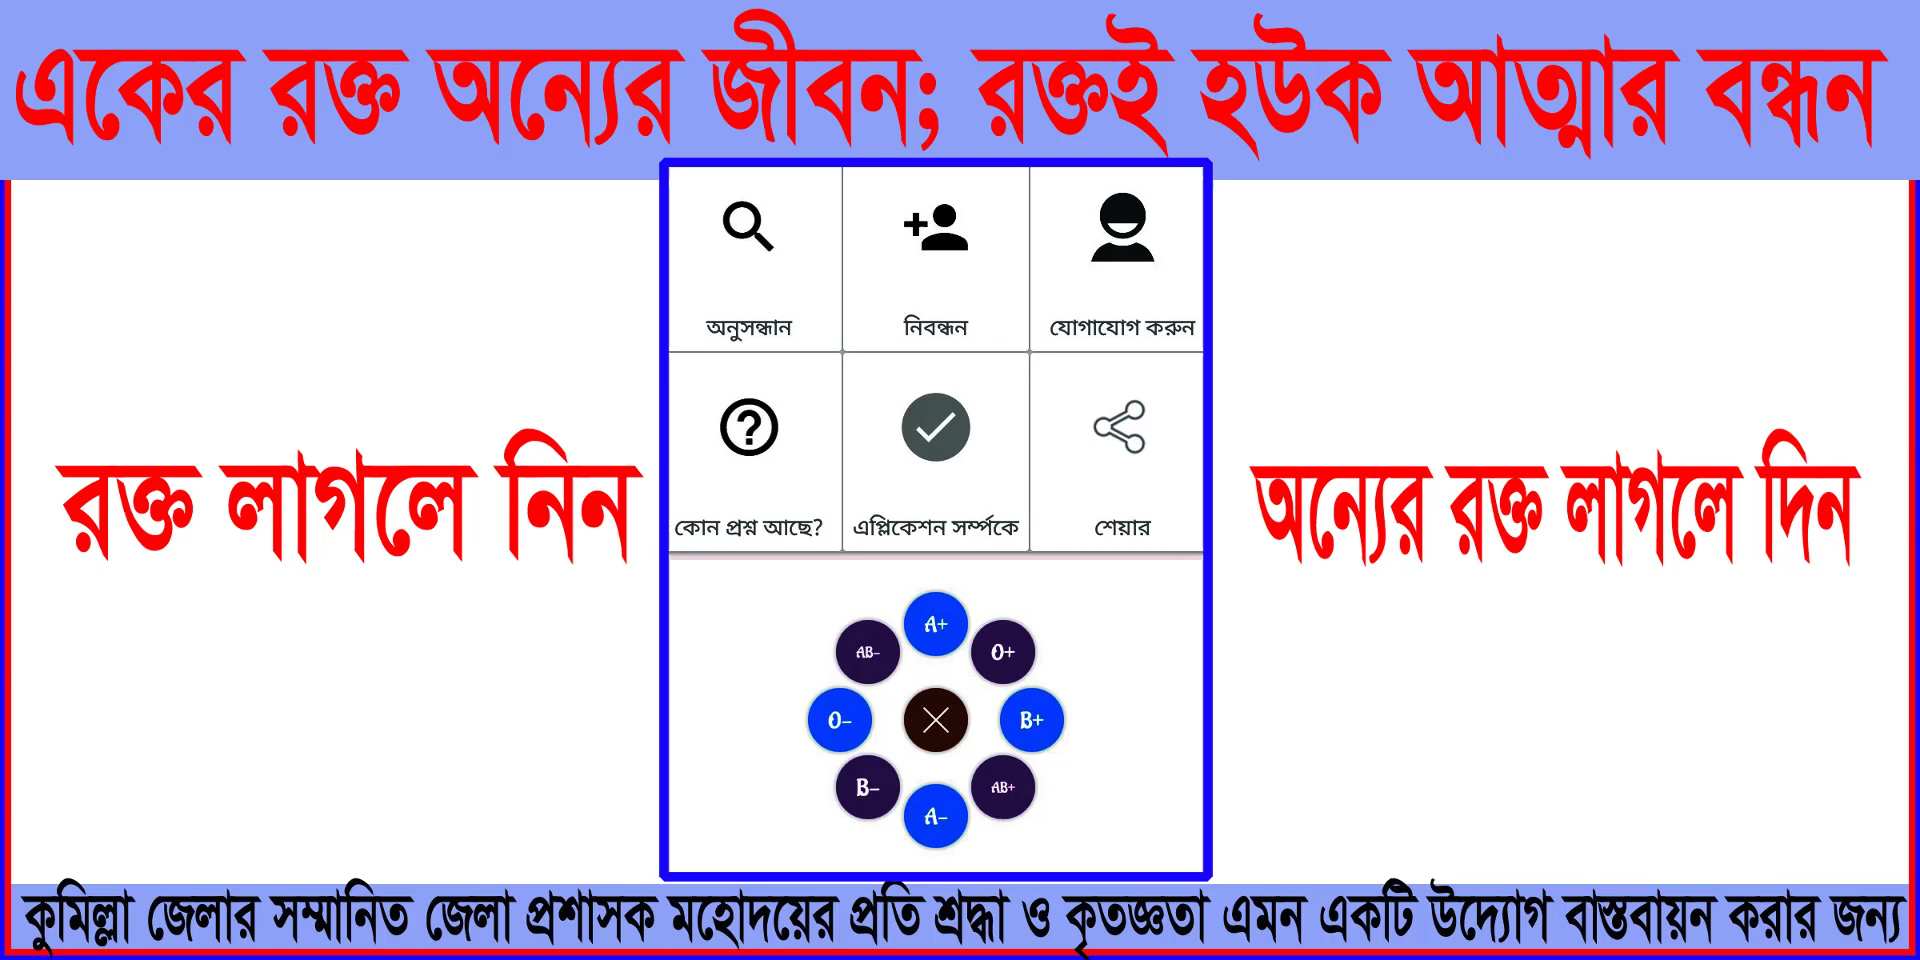 একের রক্ত অন্যের জীবন; রক্তই হউক আত্মার বন্ধন
অনুসন্ধান
নিবন্ধন
যোগাযোগ করুন
কোন প্রশ্ন আছে?
এপ্লিকেশন সর্ম্পকে
শেয়ার
রক্ত লাগলে নিন
অন্যের রক্ত লাগলে দিন
A+
AB-
O+
O-
B+
B-
AB+
A-
কুমিল্লা জেলার সম্মানিত জেলা প্রশাসক মহোদয়ের প্রতি শ্রদ্ধা ও কৃতজ্ঞতা এমন একটি উদ্যোগ বাস্তবায়ন করার জন্য